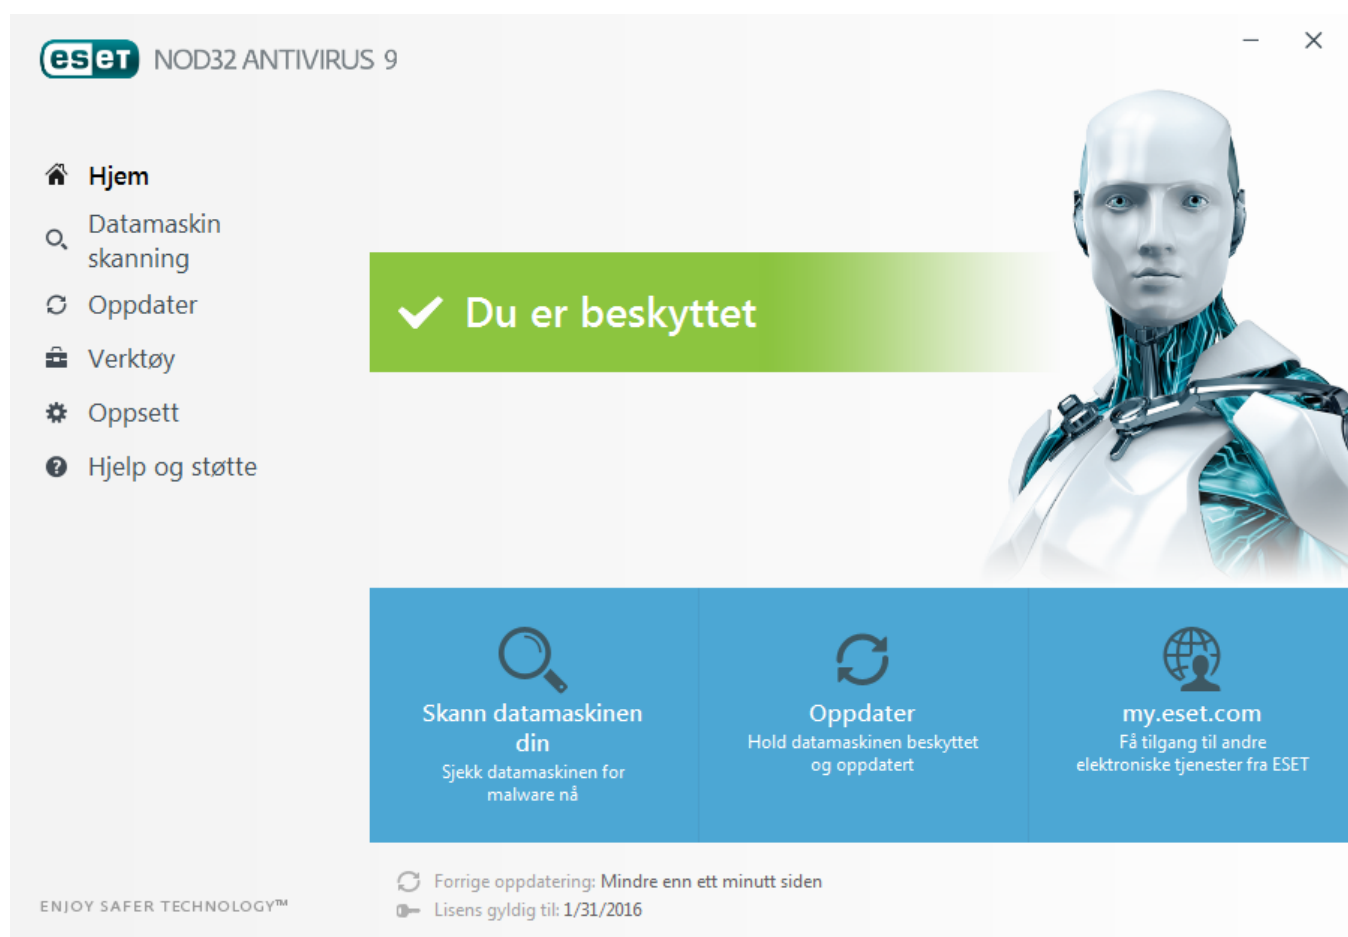 eset NOD32 ANTIVIRUS 9
Hjem
Datamaskin
skanning
Oppdater
Verktøy
Oppsett
Hjelp og støtte
Du er beskyttet
Skann datamaskinen
din
Sjekk datamaskinen for
malware nå
Oppdater
Hold datamaskinen beskyttet
og oppdatert
my.eset.com
Få tilgang til andre
elektroniske tjenester fra ESET
Forrige oppdatering: Mindre enn ett minutt siden
Lisens gyldig til: 1/31/2016
ENJOY SAFER TECHNOLOGY™